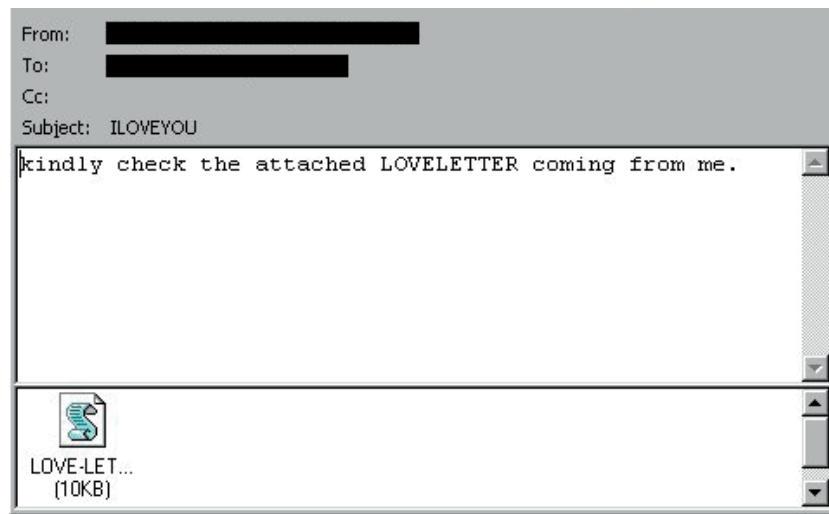 From:
To:
Cc:
Subject: ILOVEYOU
kindly check the attached LOVELETTER coming from me.
LOVE-LET...
(10KB)